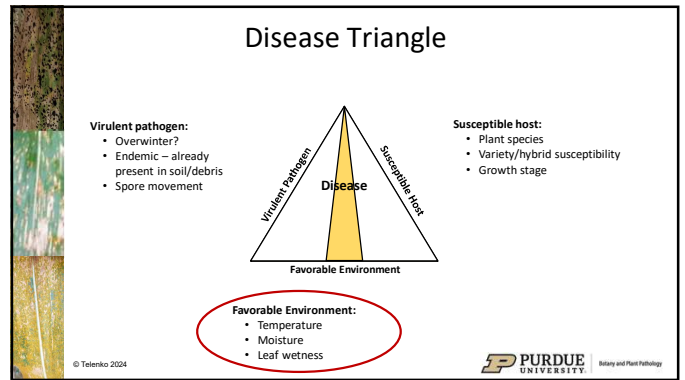 Disease Triangle
Virulent pathogen:
• Overwinter?
• Endemic – already
present in soil/debris
• Spore movement
Susceptible host:
• Plant species
• Variety/hybrid susceptibility
• Growth stage
Virulent Pathogen
Susceptible Host
Disease
Favorable Environment
Favorable Environment:
• Temperature
• Moisture
• Leaf wetness
© Telenko 2024
PURDUE
UNIVERSITY.
Botany and Plant Pathology